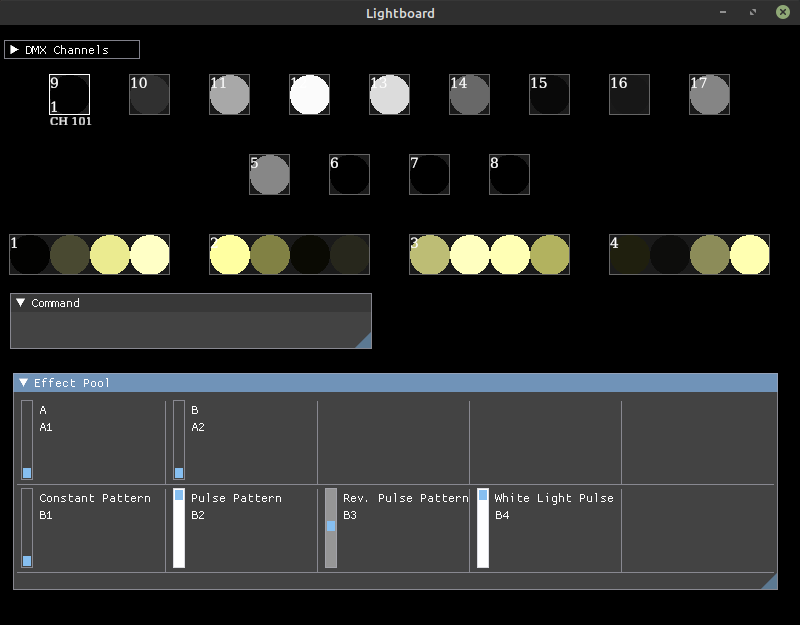 Lightboard
DMX Channels
9 10 11 13 14 15 16 17
1
CH 101
5 6 7 8
1 2 3 4
Command
Effect Pool
A B
A1 A2
Constant Pattern Pulse Pattern Rev. Pulse Pattern White Light Pulse
B1 B2 B3 B4